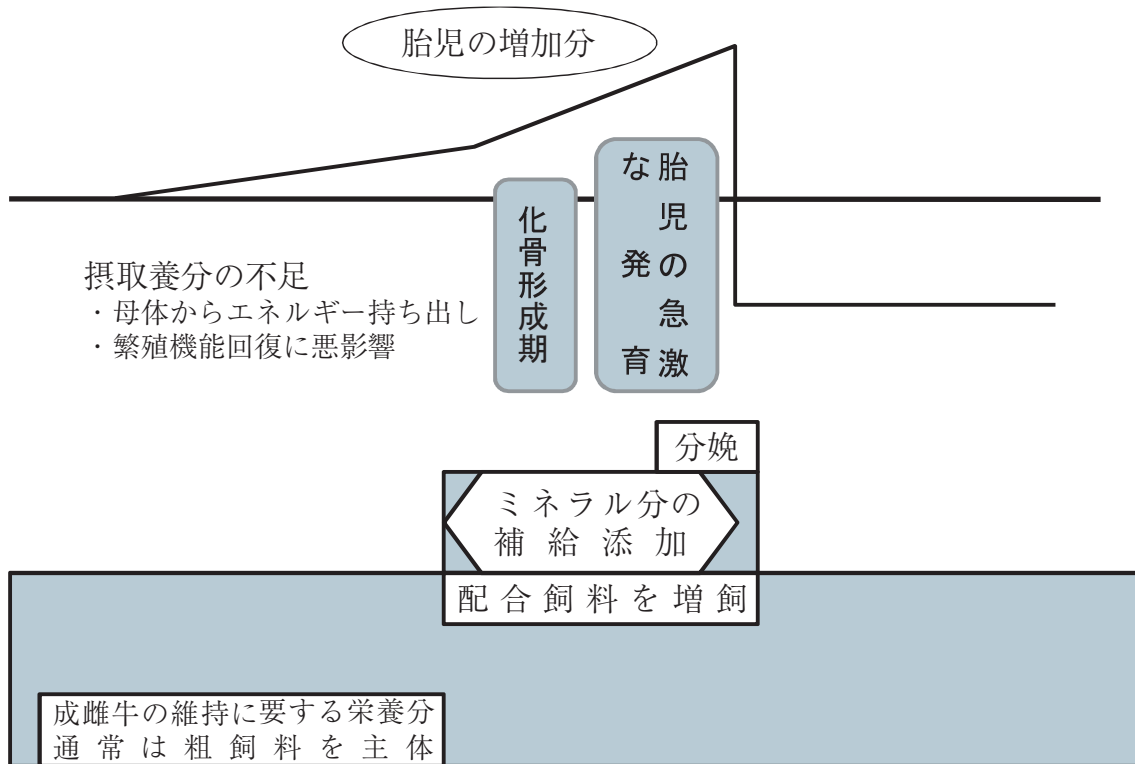 胎児の増加分
胎児の急激
な発育
化骨形成期
摂取養分の不足
・母体からエネルギー持ち出し
・繁殖機能回復に悪影響
分娩
ミネラル分の
補給添加
配合飼料を増飼
成雌牛の維持に要する栄養分
通常は粗飼料を主体